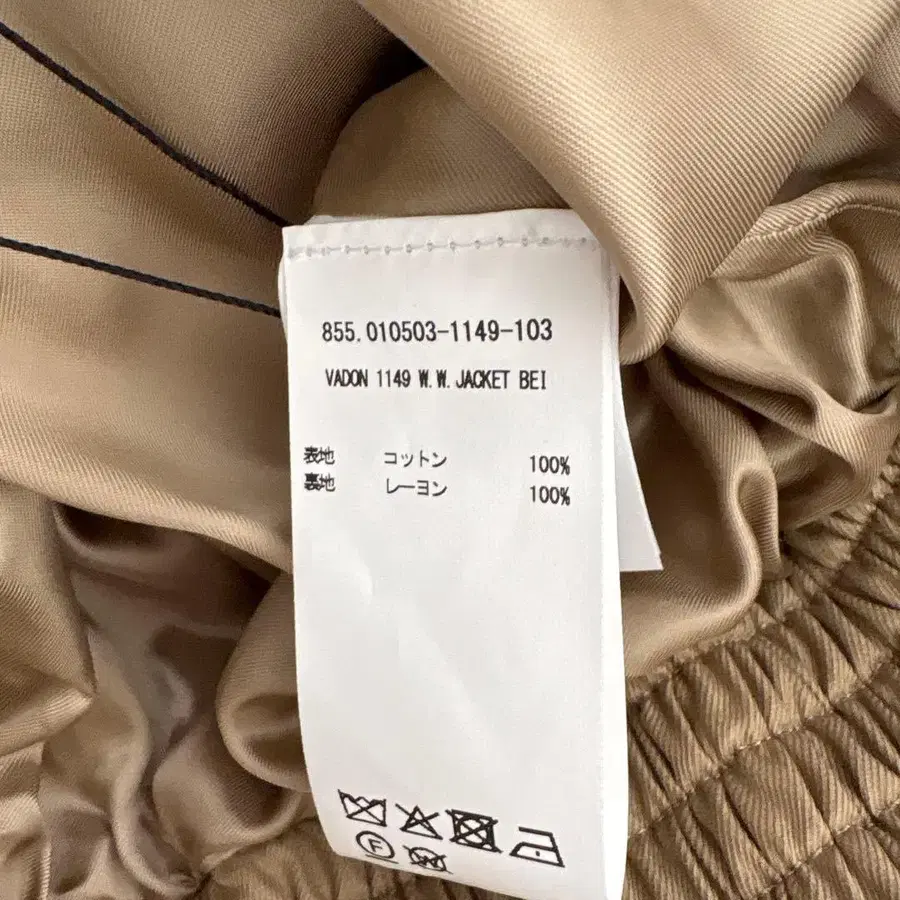 855.010503-1149-103
VADON 1149 W.W.JACKET BEI
表地 コットン 100%
裏地 レーヨン 100%
F
W